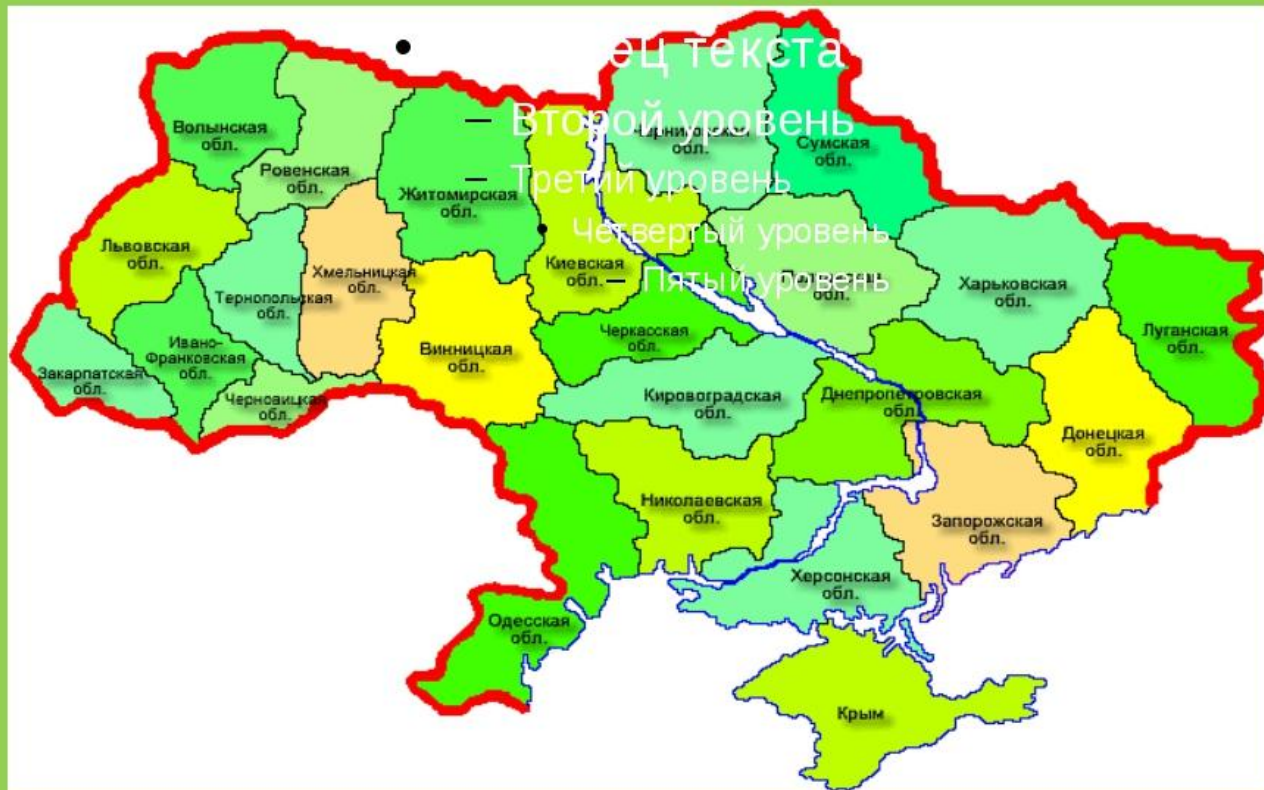 ец текста
– Второй уровень
– Третий уровень
• Четвертый уровень
– Пятый уровень
Волынская
обл.
Ровенская
обл.
Житомирская
обл.
Черниговская
обл.
Сумская
обл.
Львовская
обл.
Тернопольская
обл.
Хмельницкая
обл.
Киевская
обл.
обл.
Харьковская
обл.
Луганская
обл.
Закарпатская
обл.
Ивано-
Франковская
обл.
Черновицкая
обл.
Винницкая
обл.
Черкасская
обл.
Кировоградская
обл.
Днепропетровская
обл.
Донецкая
обл.
Николаевская
обл.
Запорожская
обл.
Херсонская
обл.
Одесская
обл.
Крым